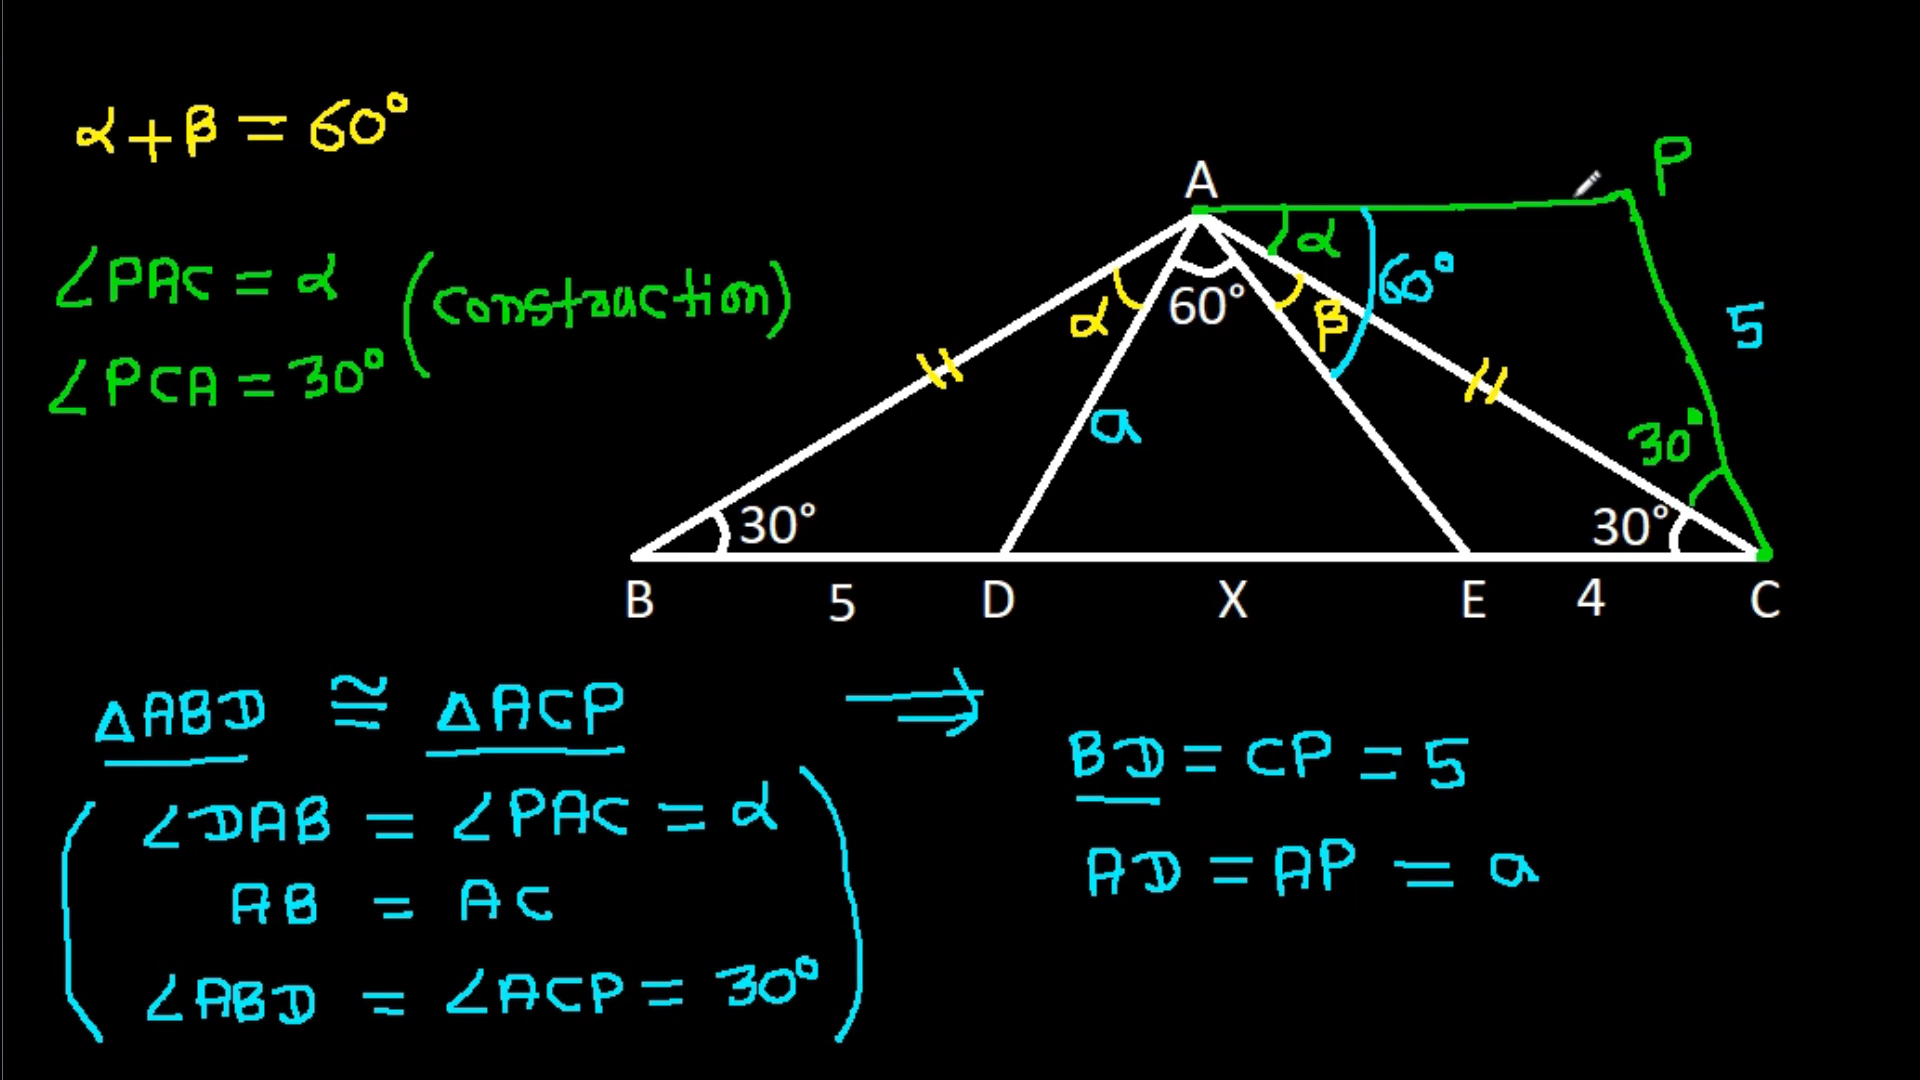 α+β = 60°
∠PAC = α (construction)
∠PCA = 30°
A
P
α
60°
α
60°
β
5
a
30°
30°
30°
B 5 D X E 4 C
ΔABD ≅ ΔACP ⇒
∠DAB = ∠PAC = α
AB = AC
∠ABD = ∠ACP = 30°
BD = CP = 5
AD = AP = a